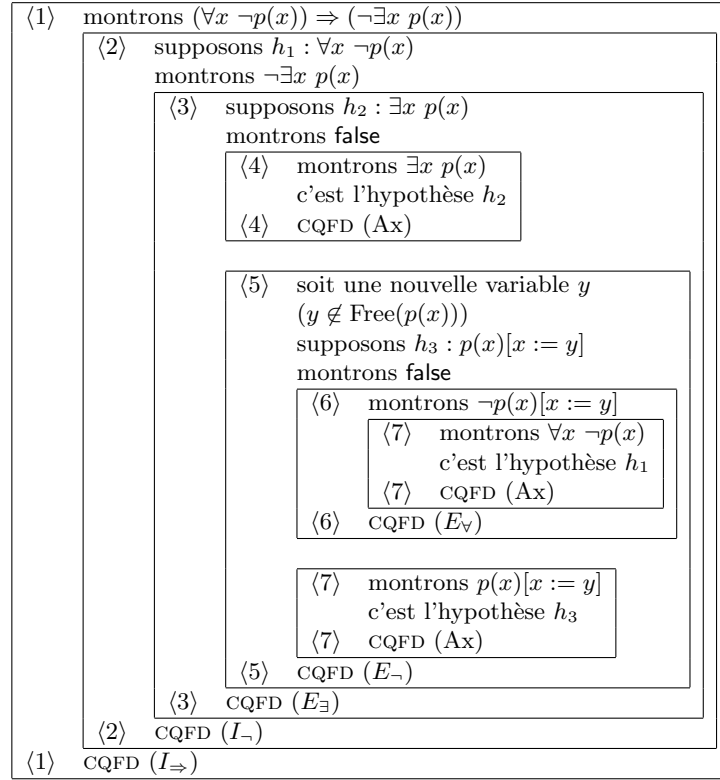 ⟨1⟩ montrons (∀x ¬p(x)) ⇒ (¬∃x p(x))
⟨2⟩ supposons h₁ : ∀x ¬p(x)
montrons ¬∃x p(x)
⟨3⟩ supposons h₂ : ∃x p(x)
montrons false
⟨4⟩ montrons ∃x p(x)
c'est l'hypothèse h₂
⟨4⟩ CQFD (Ax)
⟨5⟩ soit une nouvelle variable y
(y ∉ Free(p(x)))
supposons h₃ : p(x)[x := y]
montrons false
⟨6⟩ montrons ¬p(x)[x := y]
⟨7⟩ montrons ∀x ¬p(x)
c'est l'hypothèse h₁
⟨7⟩ CQFD (Ax)
⟨6⟩ CQFD (E∀)
⟨7⟩ montrons p(x)[x := y]
c'est l'hypothèse h₃
⟨7⟩ CQFD (Ax)
⟨5⟩ CQFD (E¬)
⟨3⟩ CQFD (E∃)
⟨2⟩ CQFD (I¬)
⟨1⟩ CQFD (I⇒)